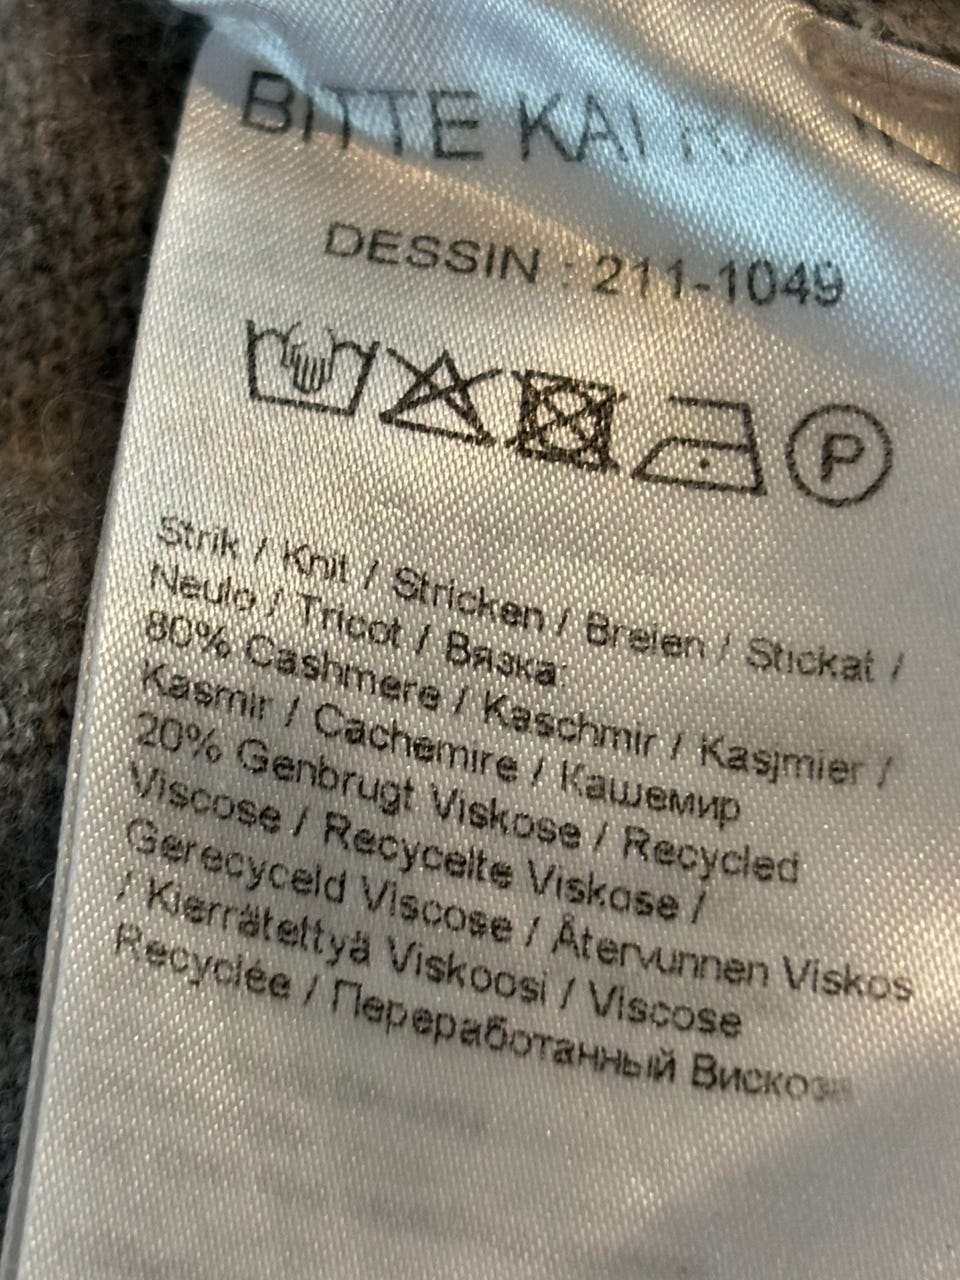 BITTE KAI
DESSIN : 211-1049
P
Strik / Knit / Stricken / Breien / Stickat /
Neulo / Tricot / Вязка:
80% Cashmere / Kaschmir / Kasjmier /
Kasmir / Cachemire / Кашемир
20% Genbrugt Viskose / Recycled
Viscose / Recycelte Viskose /
Gerecyceld Viscose / Återvunnen Viskos
/ Kierrätettyä Viskoosi / Viscose
Recyclée / Переработанный